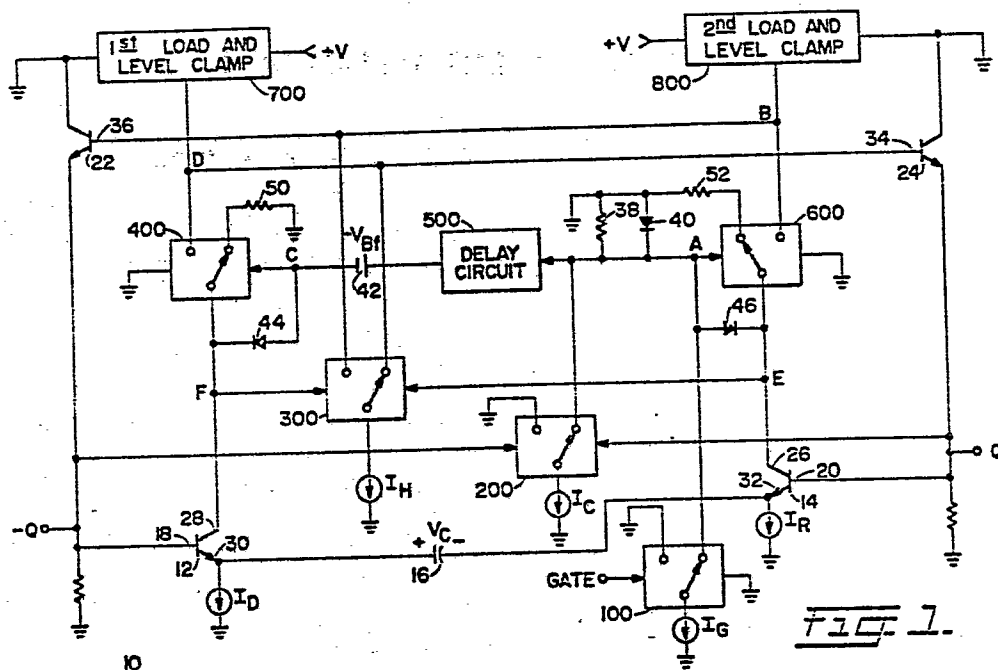 1st LOAD AND
LEVEL CLAMP
+V
700
+V
2nd LOAD AND
LEVEL CLAMP
800
36
22
B
D
34
24
50
400
C
-VBf
42
500
DELAY
CIRCUIT
38
40
52
600
A
44
46
F
300
E
200
IH
IC
26
20
32
14
Q
IR
-Q
28
18
30
12
+ VC -
16
ID
GATE
100
IG
10
Fig. 1.